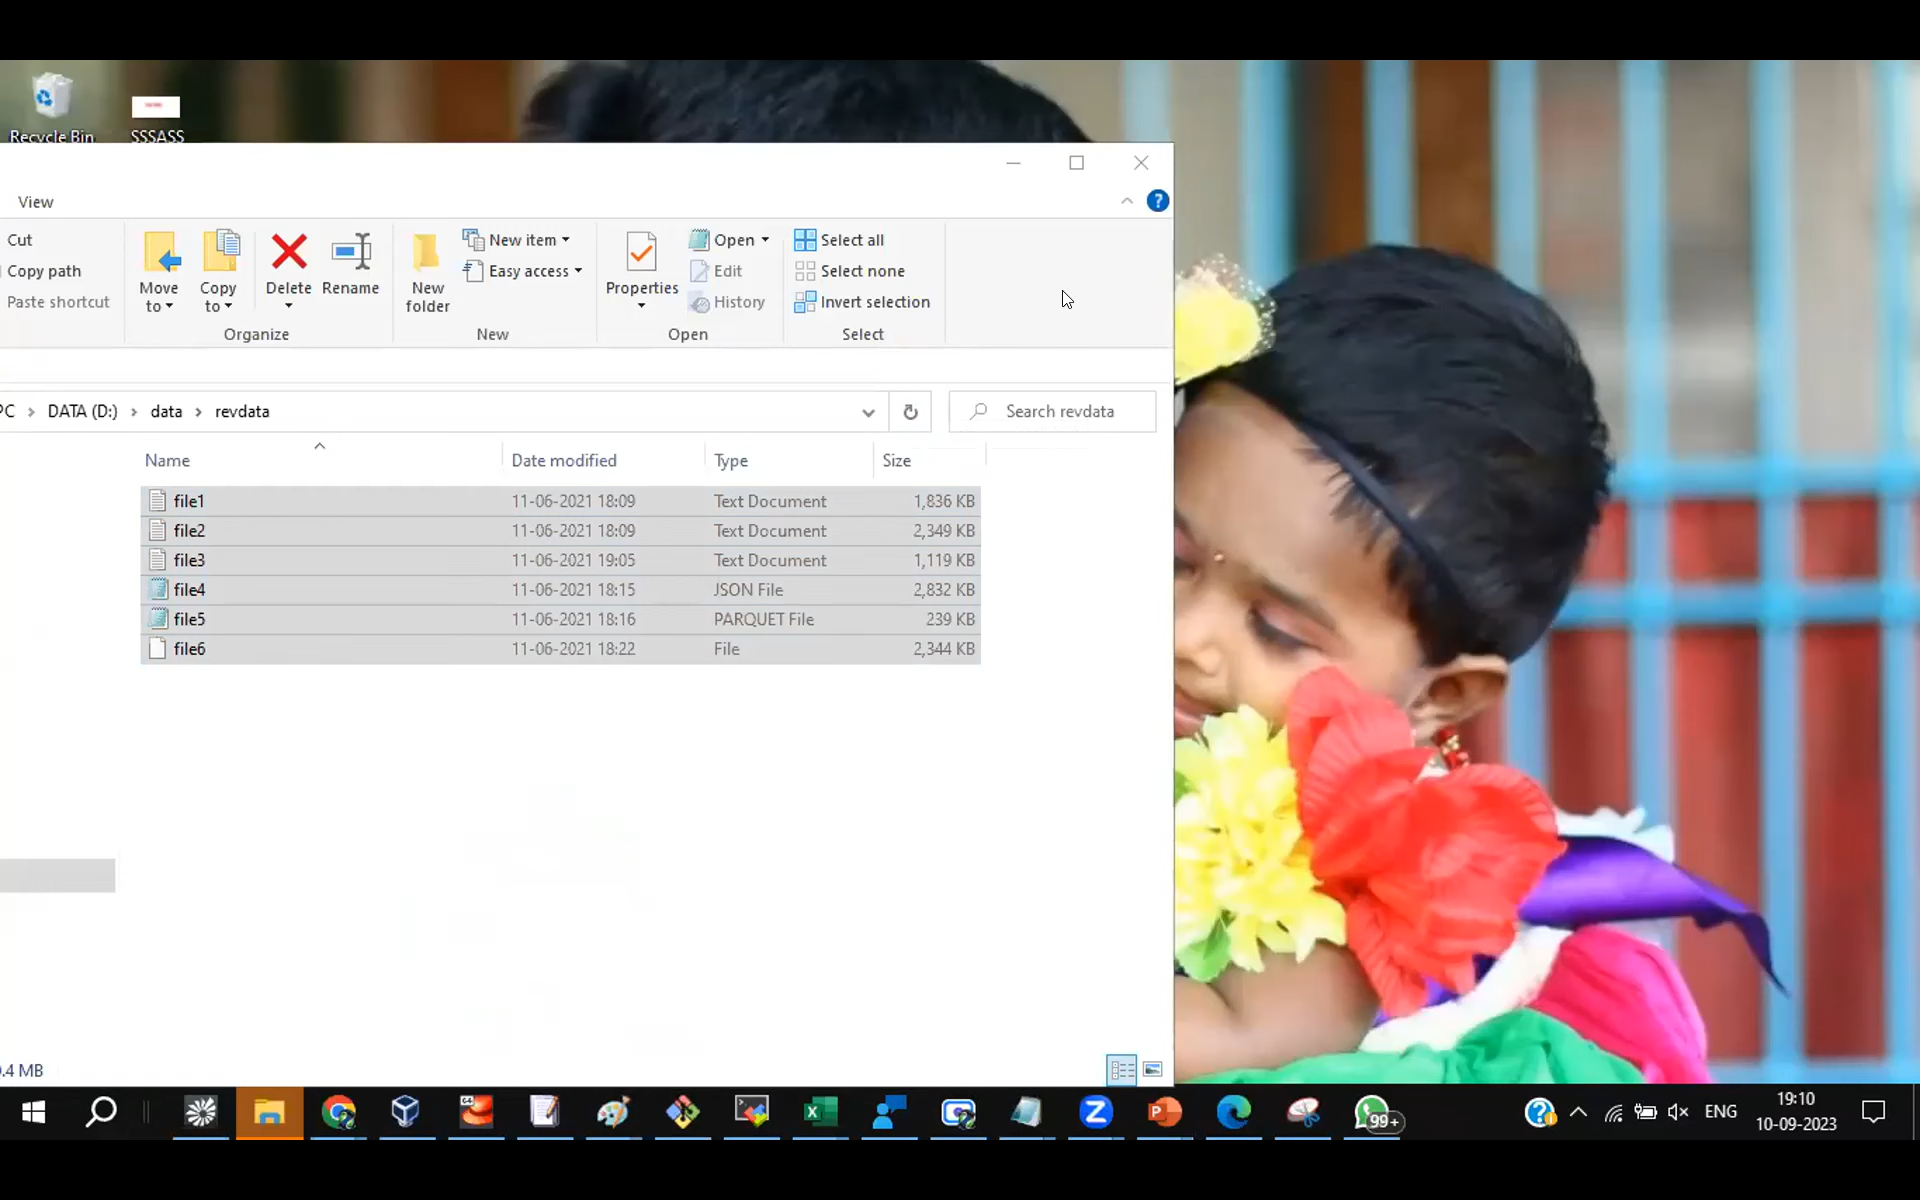 Recycle Bin
SSSASS
View
Cut
Copy path
Paste shortcut
Move to
Copy to
Delete
Rename
Organize
New folder
New item
Easy access
New
Properties
Open
Edit
History
Open
Select all
Select none
Invert selection
Select
PC > DATA (D:) > data > revdata
Search revdata
Name Date modified Type Size
file1 11-06-2021 18:09 Text Document 1,836 KB
file2 11-06-2021 18:09 Text Document 2,349 KB
file3 11-06-2021 19:05 Text Document 1,119 KB
file4 11-06-2021 18:15 JSON File 2,832 KB
file5 11-06-2021 18:16 PARQUET File 239 KB
file6 11-06-2021 18:22 File 2,344 KB
.4 MB
64
99+
ENG
19:10
10-09-2023